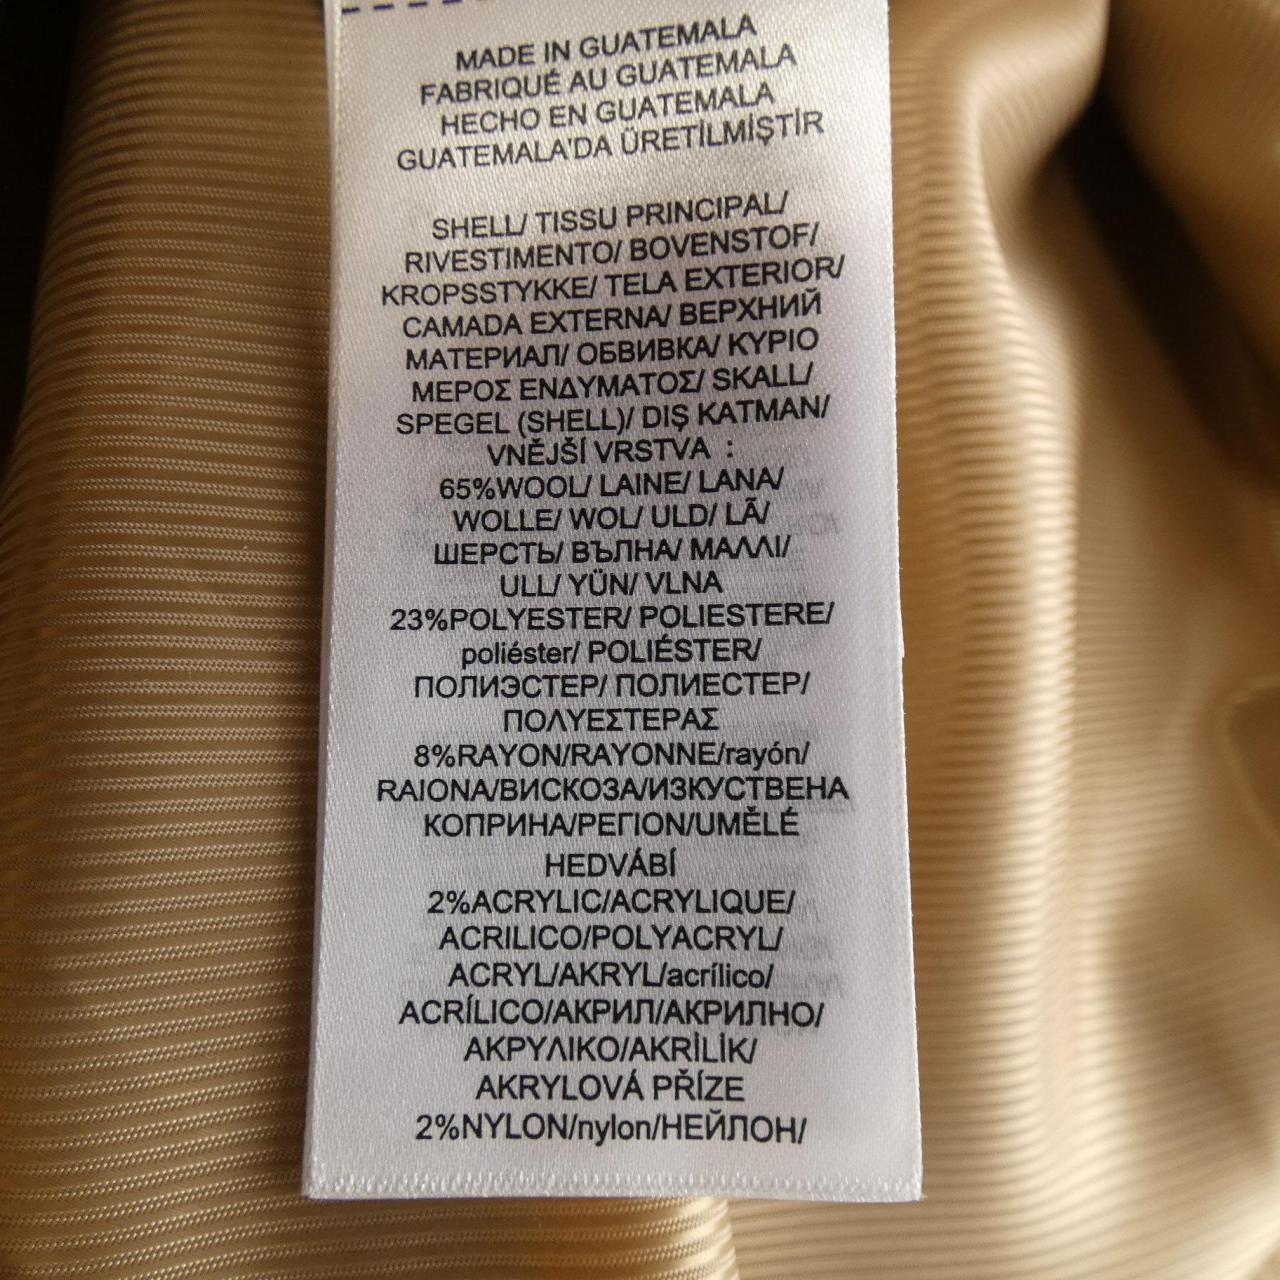 MADE IN GUATEMALA
FABRIQUÉ AU GUATEMALA
HECHO EN GUATEMALA
GUATEMALA'DA ÜRETİLMİŞTİR
SHELL/ TISSU PRINCIPAL/
RIVESTIMENTO/ BOVENSTOF/
KROPSSTYKKE/ TELA EXTERIOR/
CAMADA EXTERNA/ ВЕРХНИЙ
МАТЕРИАЛ/ ОБВИВКА/ ΚΥΡΙΟ
ΜΕΡΟΣ ΕΝΔΥΜΑΤΟΣ/ SKALL/
SPEGEL (SHELL)/ DIŞ KATMAN/
VNĚJŠÍ VRSTVA :
65%WOOL/ LAINE/ LANA/
WOLLE/ WOL/ ULD/ LÃ/
ШЕРСТЬ/ ВЪЛНА/ ΜΑΛΛΙ/
ULL/ YÜN/ VLNA
23%POLYESTER/ POLIESTERE/
poliéster/ POLIÉSTER/
ПОЛИЭСТЕР/ ПОЛИЕСТЕР/
ΠΟΛΥΕΣΤΕΡΑΣ
8%RAYON/RAYONNE/rayón/
RAIONA/ВИСКОЗА/ИЗКУСТВЕНА
КОПРИНА/ΡΕΓΙΟΝ/UMĚLÉ
HEDVÁBÍ
2%ACRYLIC/ACRYLIQUE/
ACRILICO/POLYACRYL/
ACRYL/AKRYL/acrílico/
ACRÍLICO/АКРИЛ/АКРИЛНО/
ΑΚΡΥΛΙΚΟ/AKRİLİK/
AKRYLOVÁ PŘÍZE
2%NYLON/nylon/НЕЙЛОН/